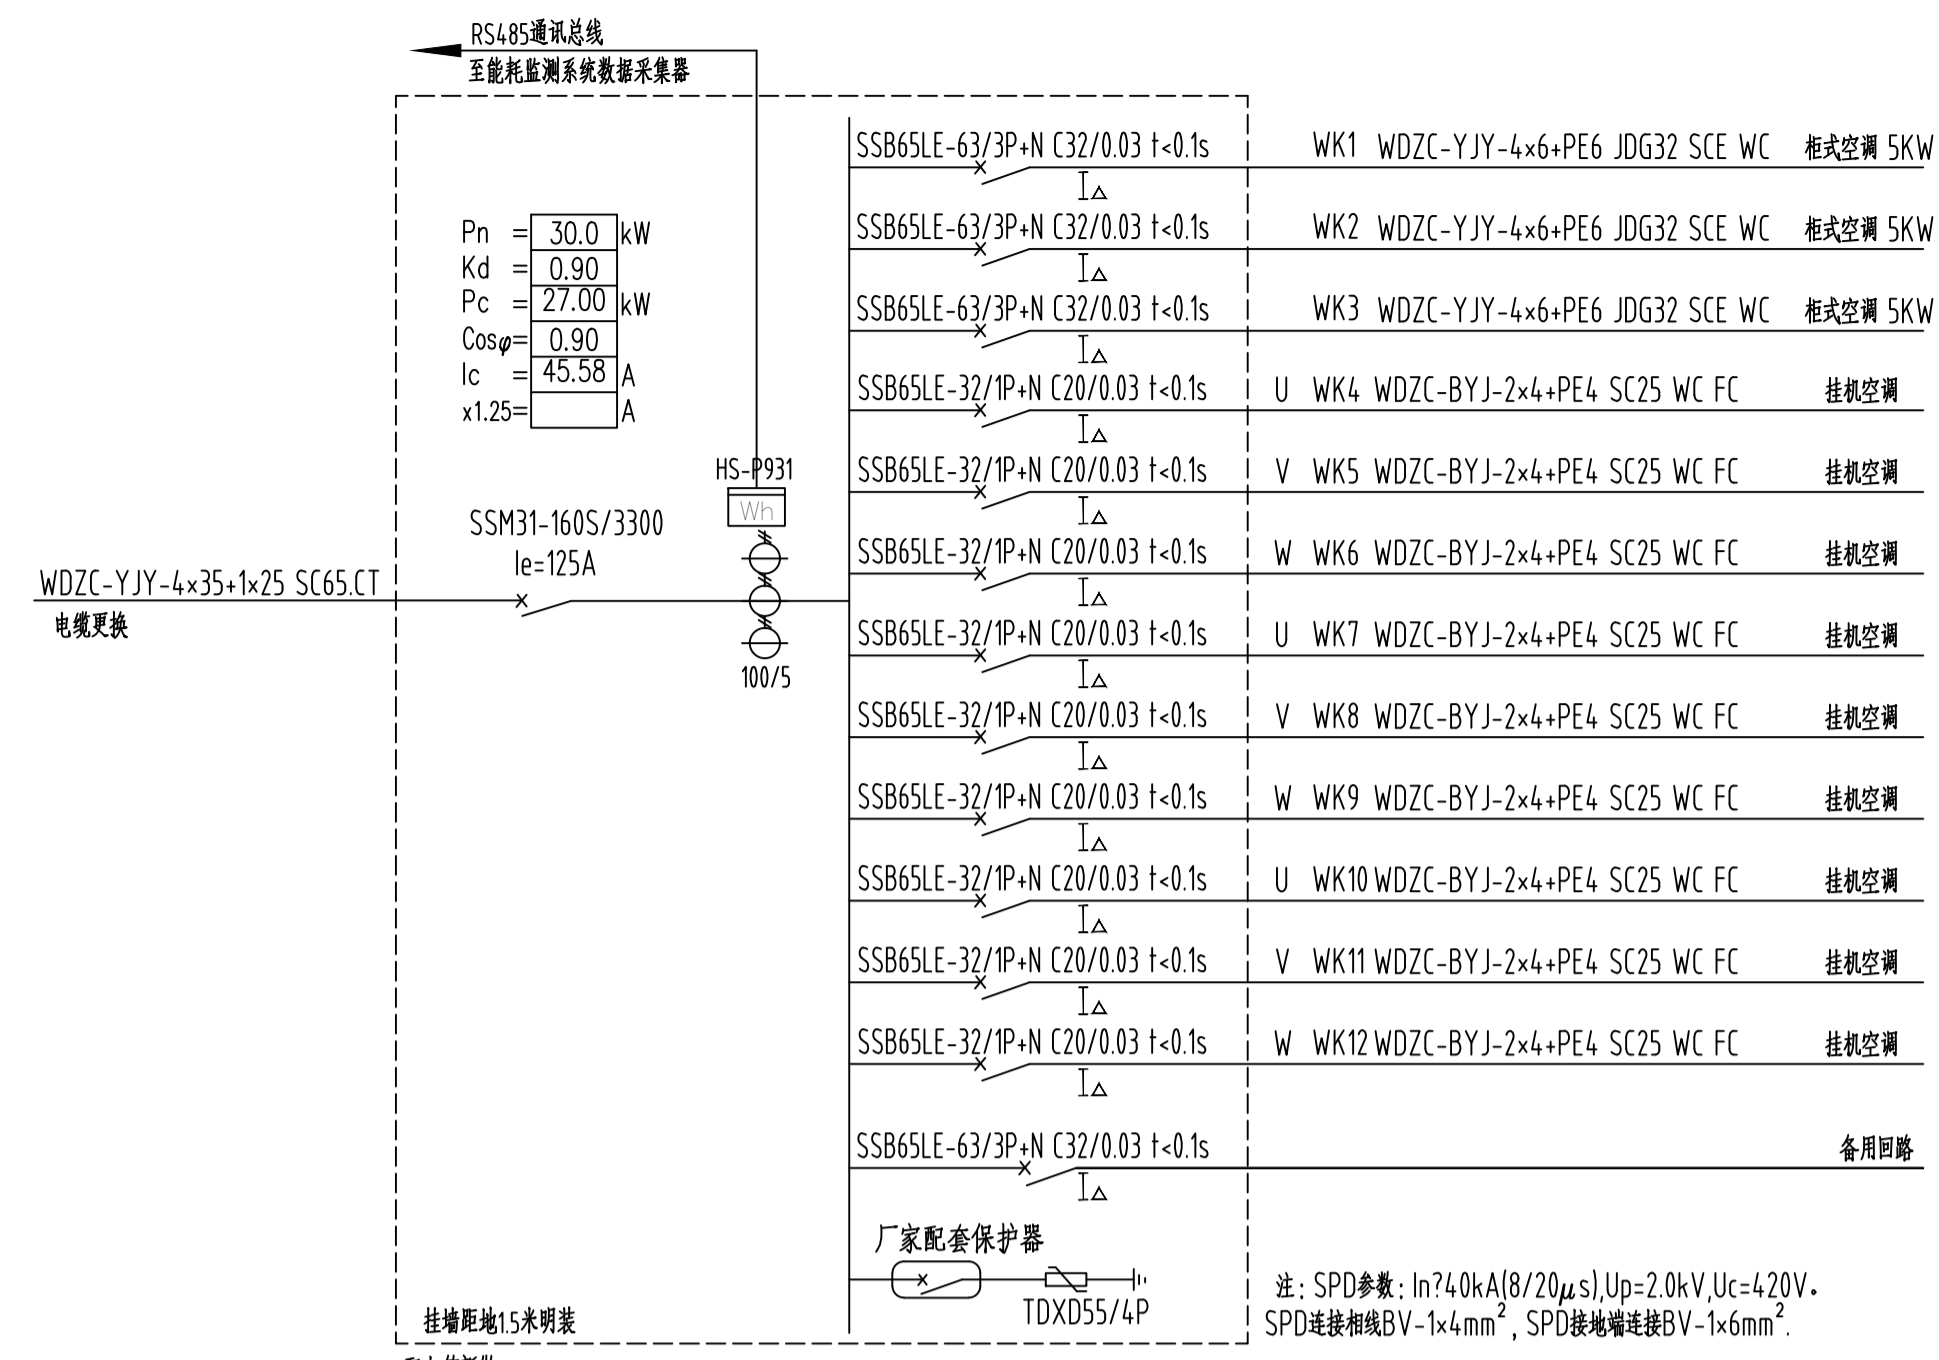 RS485通讯总线
至能耗监测系统数据采集器
Pn = 30.0 kW
Kd = 0.90
Pc = 27.00 kW
Cosφ= 0.90
Ic = 45.58 A
x1.25= A
HS-P931
Wh
SSM31-160S/3300
Ie=125A
100/5
WDZC-YJY-4×35+1×25 SC65.CT
电缆更换
SSB65LE-63/3P+N C32/0.03 t<0.1s WK1 WDZC-YJY-4×6+PE6 JDG32 SCE WC 柜式空调 5KW
I△
SSB65LE-63/3P+N C32/0.03 t<0.1s WK2 WDZC-YJY-4×6+PE6 JDG32 SCE WC 柜式空调 5KW
I△
SSB65LE-63/3P+N C32/0.03 t<0.1s WK3 WDZC-YJY-4×6+PE6 JDG32 SCE WC 柜式空调 5KW
I△
SSB65LE-32/1P+N C20/0.03 t<0.1s U WK4 WDZC-BYJ-2×4+PE4 SC25 WC FC 挂机空调
I△
SSB65LE-32/1P+N C20/0.03 t<0.1s V WK5 WDZC-BYJ-2×4+PE4 SC25 WC FC 挂机空调
I△
SSB65LE-32/1P+N C20/0.03 t<0.1s W WK6 WDZC-BYJ-2×4+PE4 SC25 WC FC 挂机空调
I△
SSB65LE-32/1P+N C20/0.03 t<0.1s U WK7 WDZC-BYJ-2×4+PE4 SC25 WC FC 挂机空调
I△
SSB65LE-32/1P+N C20/0.03 t<0.1s V WK8 WDZC-BYJ-2×4+PE4 SC25 WC FC 挂机空调
I△
SSB65LE-32/1P+N C20/0.03 t<0.1s W WK9 WDZC-BYJ-2×4+PE4 SC25 WC FC 挂机空调
I△
SSB65LE-32/1P+N C20/0.03 t<0.1s U WK10 WDZC-BYJ-2×4+PE4 SC25 WC FC 挂机空调
I△
SSB65LE-32/1P+N C20/0.03 t<0.1s V WK11 WDZC-BYJ-2×4+PE4 SC25 WC FC 挂机空调
I△
SSB65LE-32/1P+N C20/0.03 t<0.1s W WK12 WDZC-BYJ-2×4+PE4 SC25 WC FC 挂机空调
I△
SSB65LE-63/3P+N C32/0.03 t<0.1s 备用回路
I△
厂家配套保护器
TDXD55/4P
挂墙距地1.5米明装
注: SPD参数: In?40kA(8/20μs),Up=2.0kV,Uc=420V。
SPD连接相线BV-1×4mm², SPD接地端连接BV-1×6mm².